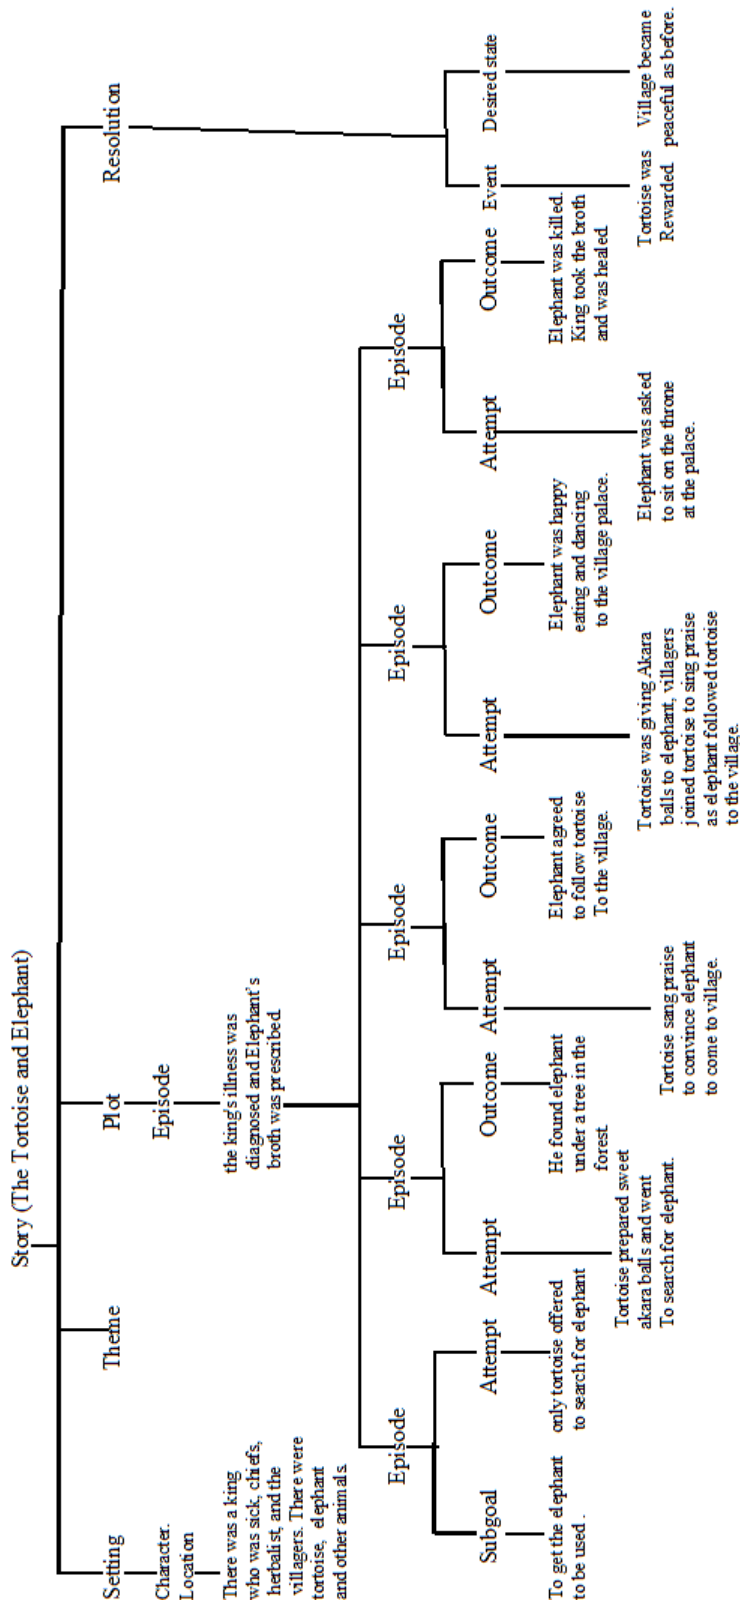 Story (The Tortoise and Elephant)
Setting
Theme
Plot
Resolution
Character.
Location
Episode
There was a king
who was sick, chiefs,
herbalist, and the
villagers. There were
tortoise, elephant
and other animals.
the king's illness was
diagnosed and Elephant's
broth was prescribed.
Episode
Episode
Episode
Episode
Episode
Subgoal
Attempt
Attempt
Outcome
Attempt
Outcome
Attempt
Outcome
Attempt
Outcome
Event
Desired state
To get the elephant
to be used .
only tortoise offered
to search for elephant
Tortoise prepared sweet
akara balls and went
To search for elephant.
He found elephant
under a tree in the
forest.
Tortoise sang praise
to convince elephant
to come to village.
Elephant agreed
to follow tortoise
To the village.
Tortoise was giving Akara
balls to elephant, villagers
joined tortoise to sing praise
as elephant followed tortoise
to the village.
Elephant was happy
eating and dancing
to the village palace.
Elephant was asked
to sit on the throne
at the palace.
Elephant was killed.
King took the broth
and was healed.
Tortoise was
Rewarded.
Village became
peaceful as before.